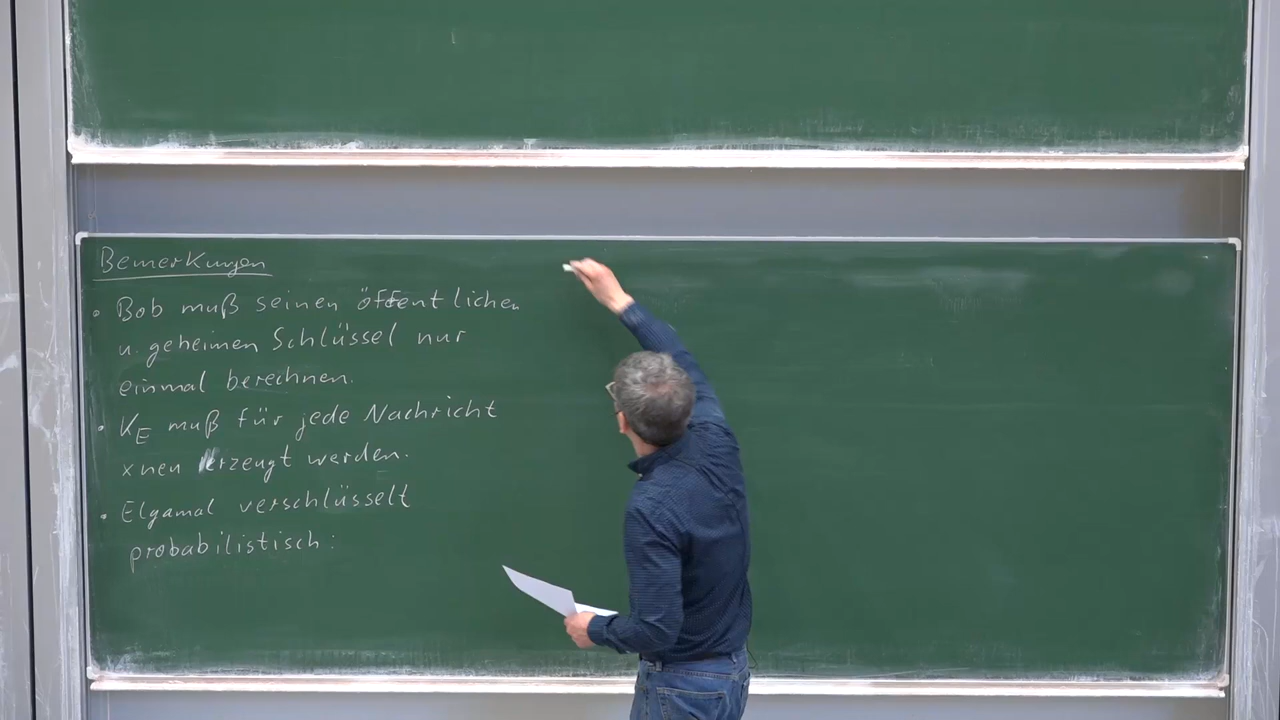 Bemerkungen
• Bob muß seinen öffentlichen
u. geheimen Schlüssel nur
einmal berechnen.
• K_E muß für jede Nachricht
neu erzeugt werden.
• Elgamal verschlüsselt
probabilistisch: